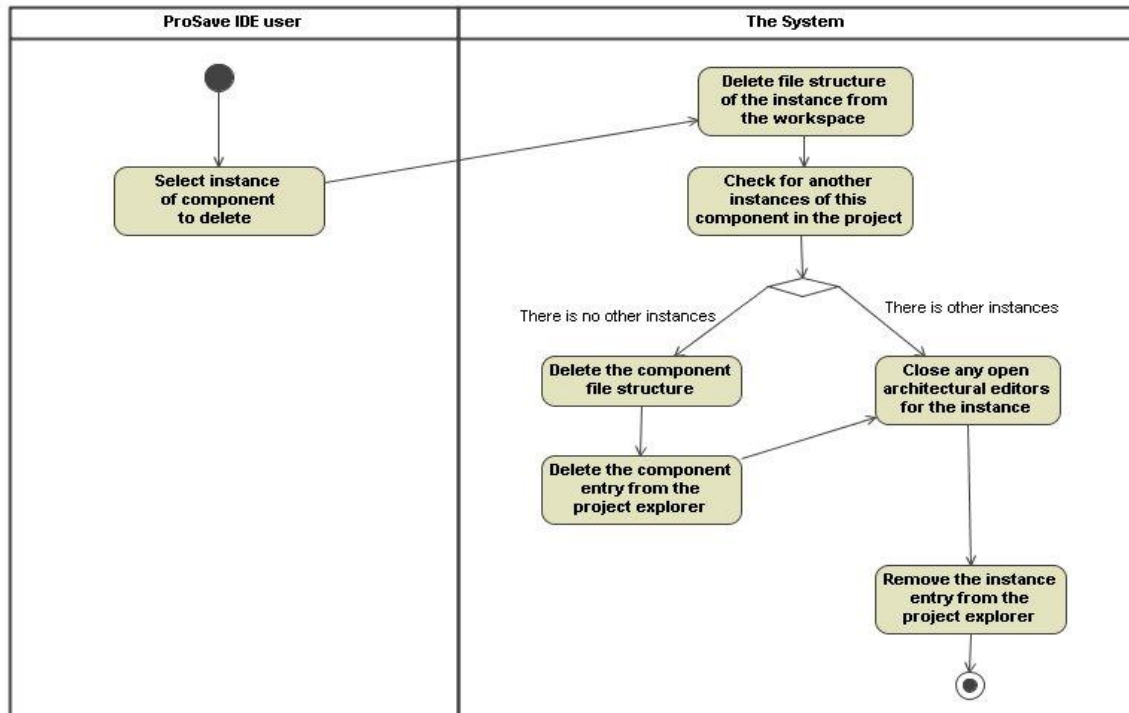 ProSave IDE user
The System
Delete file structure
of the instance from
the workspace
Select instance
of component
to delete
Check for another
instances of this
component in the project
There is no other instances
There is other instances
Delete the component
file structure
Close any open
architectural editors
for the instance
Delete the component
entry from the
project explorer
Remove the instance
entry from the
project explorer